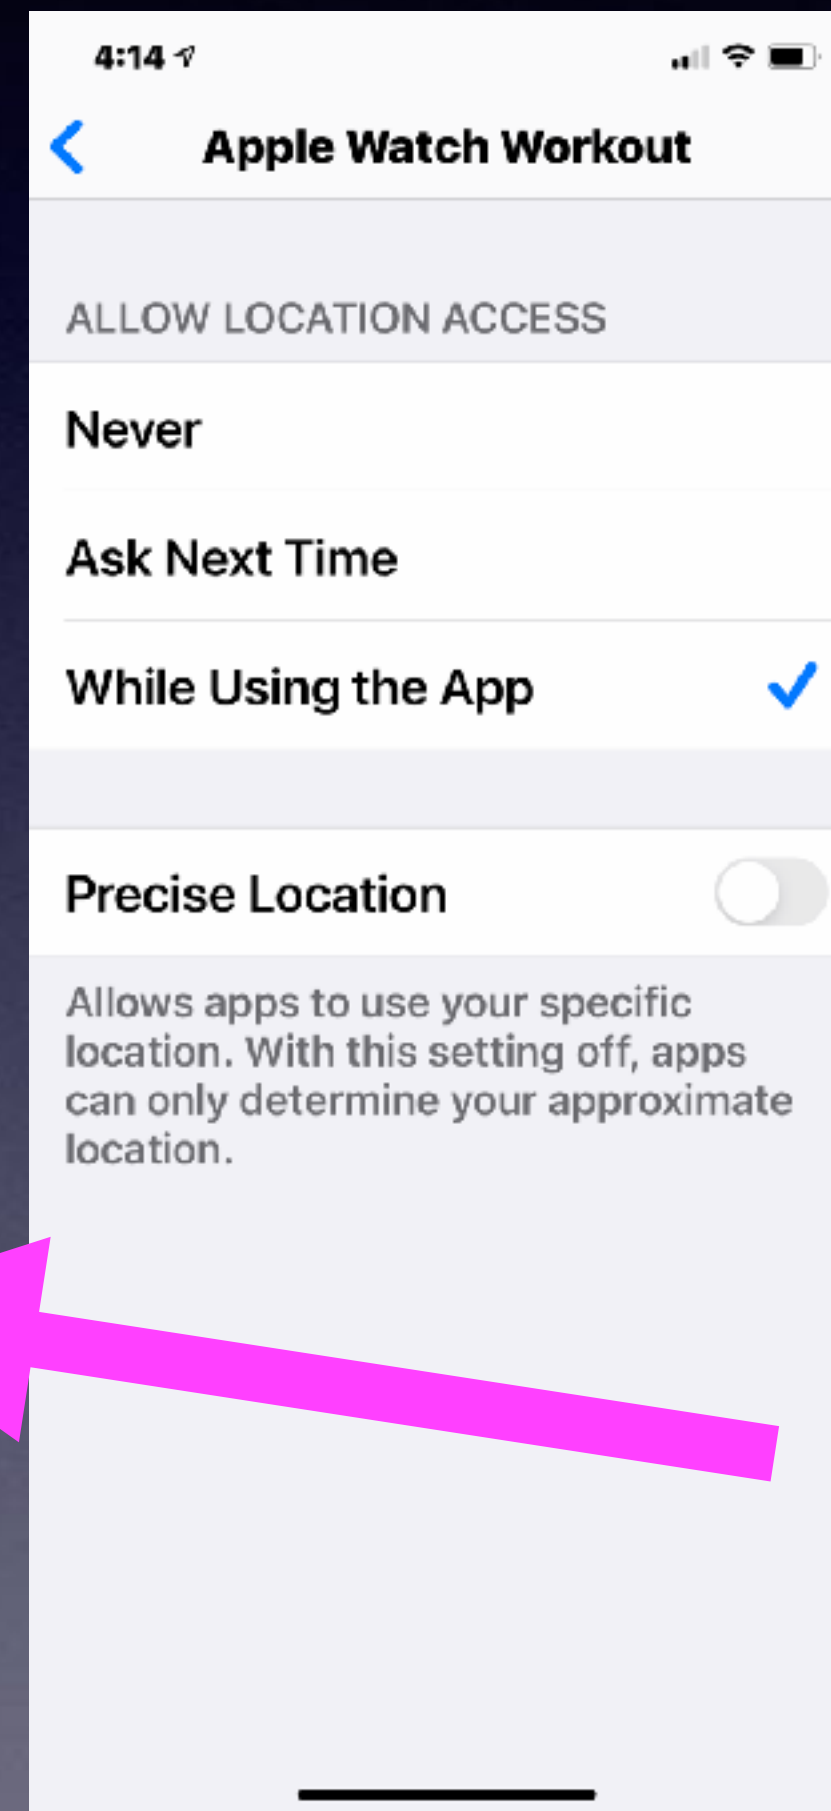 4:14
Apple Watch Workout
ALLOW LOCATION ACCESS
Never
Ask Next Time
While Using the App
Precise Location
Allows apps to use your specific
location. With this setting off, apps
can only determine your approximate
location.